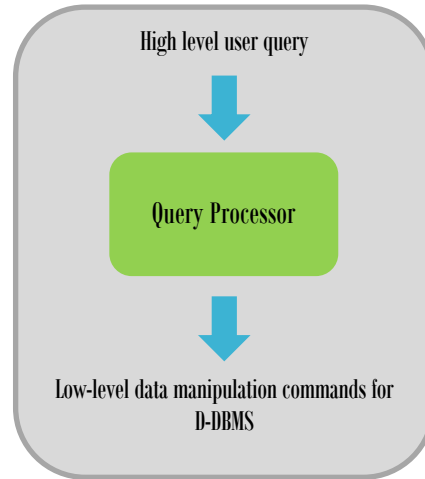 High level user query
Query Processor
Low-level data manipulation commands for
D-DBMS